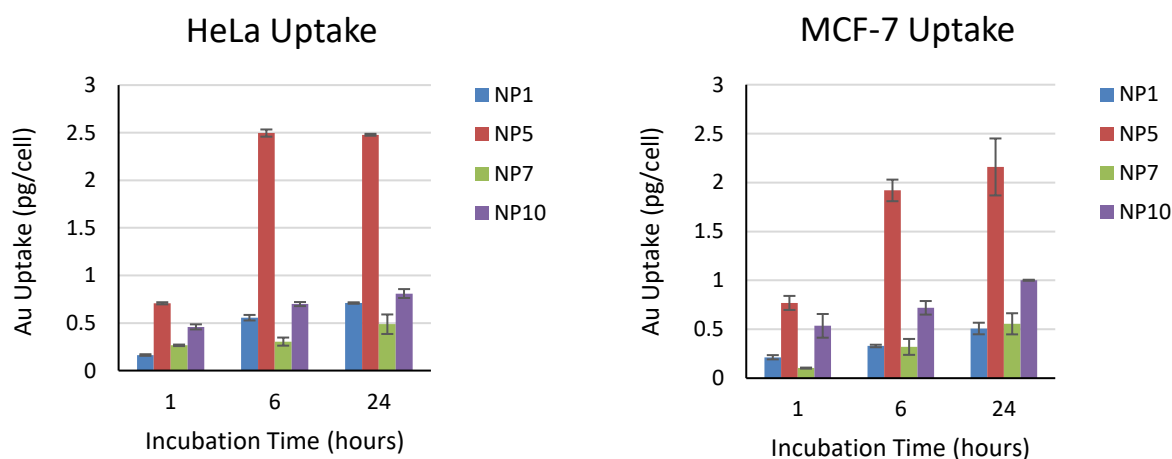 HeLa Uptake
Au Uptake (pg/cell)
3
2.5
2
1.5
1
0.5
0
1 6 24
Incubation Time (hours)
NP1
NP5
NP7
NP10
MCF-7 Uptake
Au Uptake (pg/cell)
3
2.5
2
1.5
1
0.5
0
1 6 24
Incubation Time (hours)
NP1
NP5
NP7
NP10